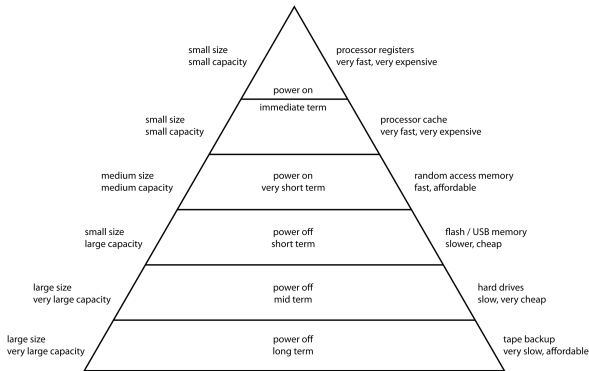 small size
small capacity
processor registers
very fast, very expensive
power on
immediate term
small size
small capacity
processor cache
very fast, very expensive
medium size
medium capacity
power on
very short term
random access memory
fast, affordable
small size
large capacity
power off
short term
flash / USB memory
slower, cheap
large size
very large capacity
power off
mid term
hard drives
slow, very cheap
large size
very large capacity
power off
long term
tape backup
very slow, affordable